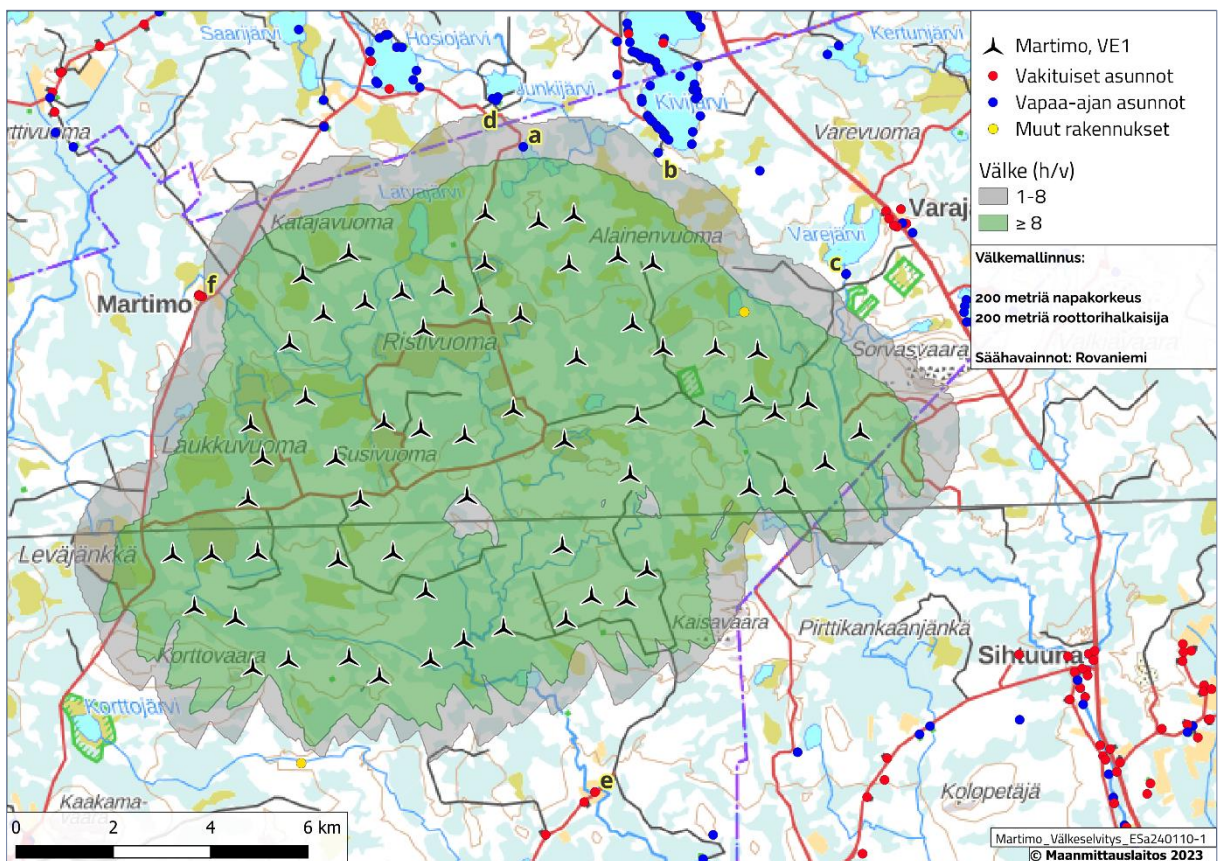 Saarijärvi
Hosiojärvi
Kertunjärvi
Junkijärvi
Kivijärvi
rttivuoma
Varevuoma
d
a
b
Latvajärvi
Katajavuoma
Alainenvuoma
Varejärvi
Varaj
c
f
Martimo
Ristivuoma
Sorvasvaara
Laukkuvuoma
Susivuoma
Leväjänkkä
Korttovaara
Kaisavaara
Pirttikankaanjänkä
Sihtuuna
Korttojärvi
e
Kolopetäjä
Kaakama-
vaara
Martimo, VE1
Vakituiset asunnot
Vapaa-ajan asunnot
Muut rakennukset
Välke (h/v)
1-8
≥ 8
Välkemallinnus:
200 metriä napakorkeus
200 metriä roottorihalkaisija
Säähavainnot: Rovaniemi
0 2 4 6 km
Martimo_Välkeselvitys_ESa240110-1
© Maanmittauslaitos 2023